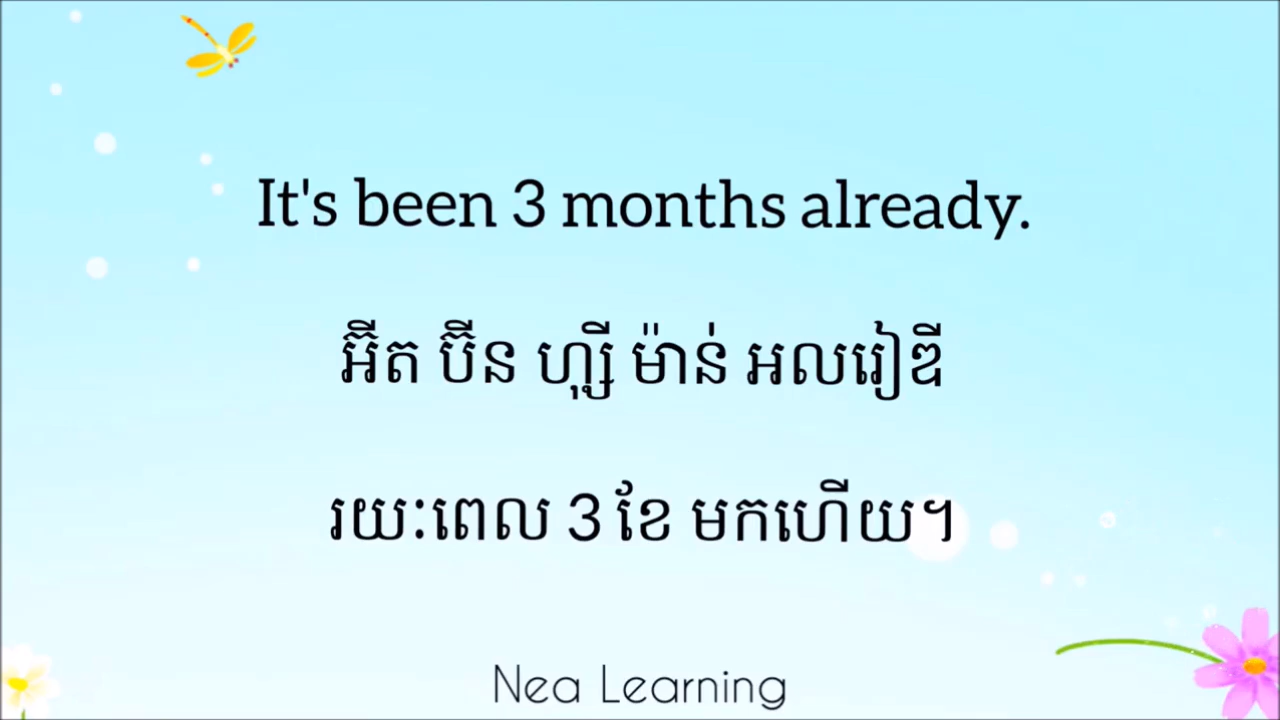 It's been 3 months already.
អ៊ីត ប៊ីន ហ្ស៊ី ម៉ាន់ អលរៀឌី
រយៈពេល 3 ខែ មកហើយ។
Nea Learning